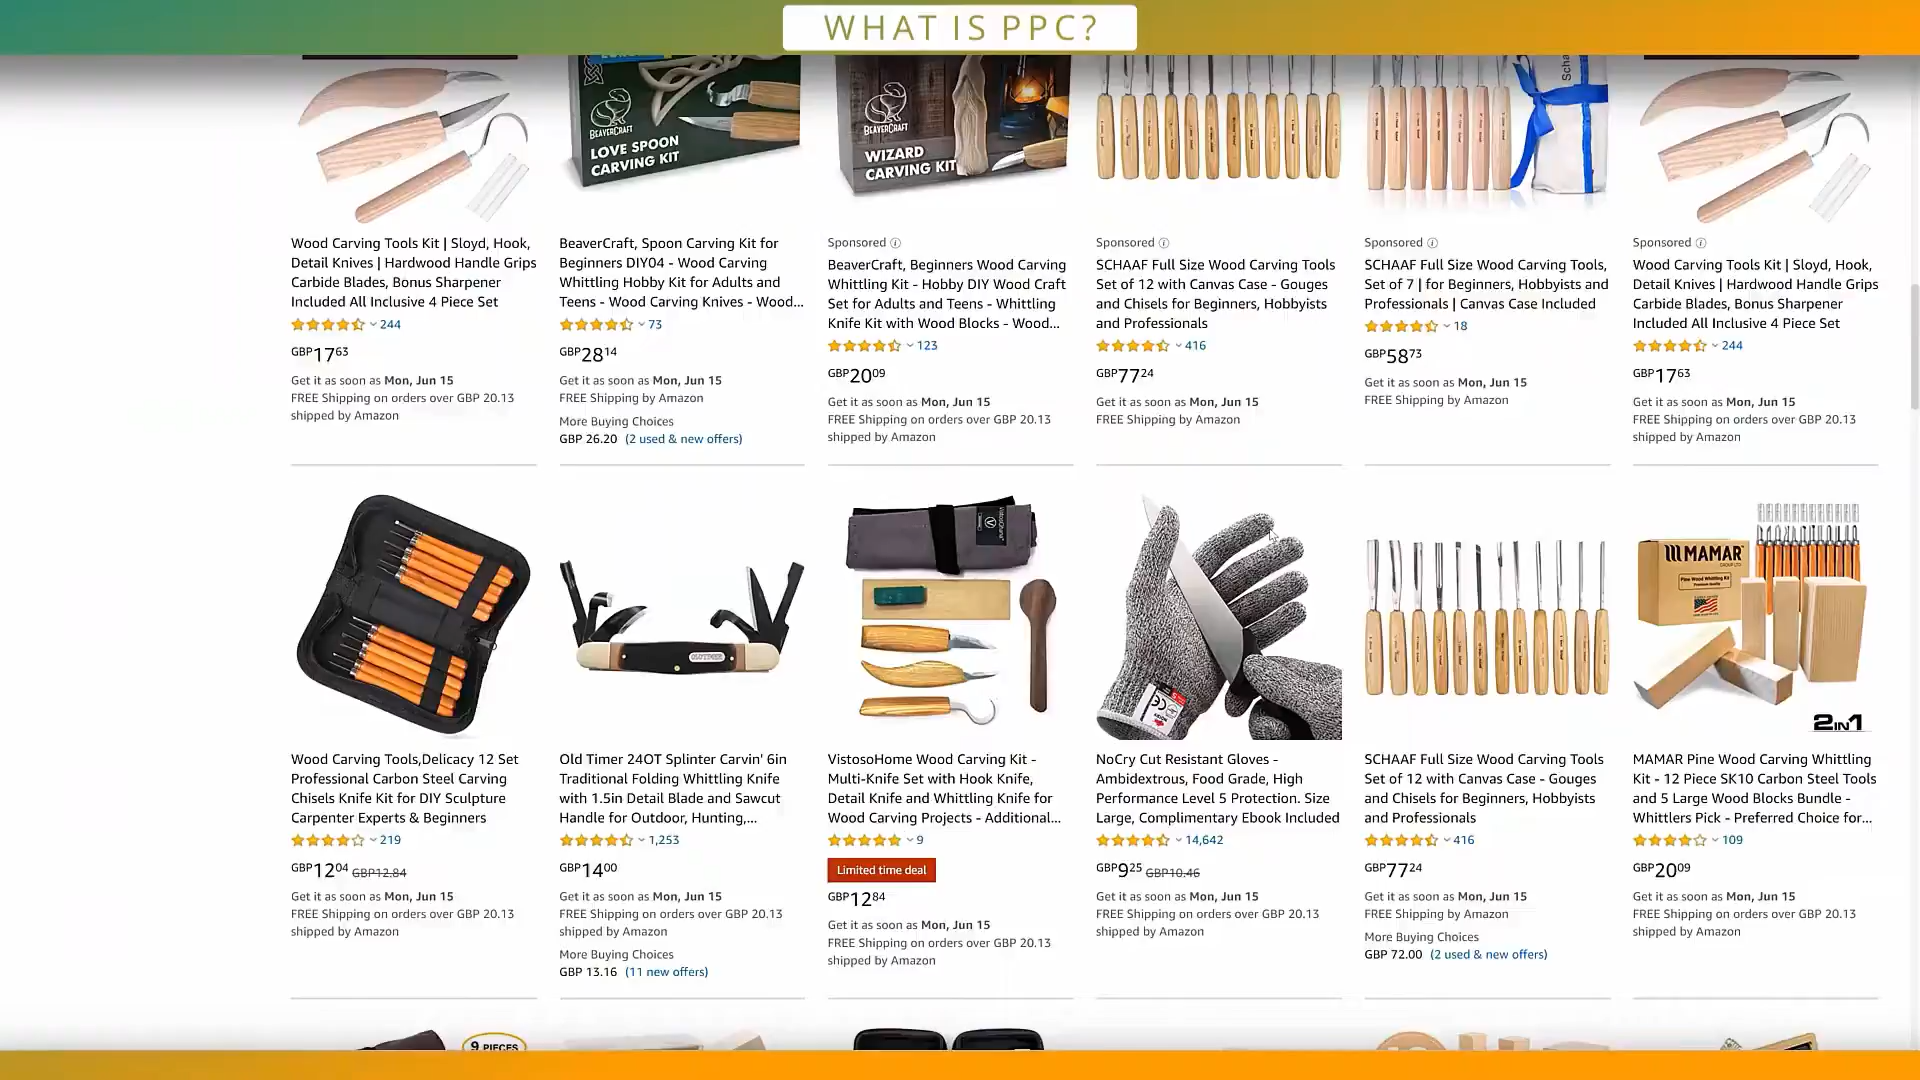 WHAT IS PPC?
BEAVERCRAFT
LOVE SPOON
CARVING KIT
BEAVERCRAFT
WIZARD
CARVING KIT
Scha
Wood Carving Tools Kit | Sloyd, Hook,
Detail Knives | Hardwood Handle Grips
Carbide Blades, Bonus Sharpener
Included All Inclusive 4 Piece Set
244
GBP1763
Get it as soon as Mon, Jun 15
FREE Shipping on orders over GBP 20.13
shipped by Amazon
BeaverCraft, Spoon Carving Kit for
Beginners DIY04 - Wood Carving
Whittling Hobby Kit for Adults and
Teens - Wood Carving Knives - Wood...
73
GBP2814
Get it as soon as Mon, Jun 15
FREE Shipping by Amazon
More Buying Choices
GBP 26.20 (2 used & new offers)
Sponsored
BeaverCraft, Beginners Wood Carving
Whittling Kit - Hobby DIY Wood Craft
Set for Adults and Teens - Whittling
Knife Kit with Wood Blocks - Wood...
123
GBP2009
Get it as soon as Mon, Jun 15
FREE Shipping on orders over GBP 20.13
shipped by Amazon
Sponsored
SCHAAF Full Size Wood Carving Tools
Set of 12 with Canvas Case - Gouges
and Chisels for Beginners, Hobbyists
and Professionals
416
GBP7724
Get it as soon as Mon, Jun 15
FREE Shipping by Amazon
Sponsored
SCHAAF Full Size Wood Carving Tools,
Set of 7 | for Beginners, Hobbyists and
Professionals | Canvas Case Included
18
GBP5873
Get it as soon as Mon, Jun 15
FREE Shipping by Amazon
Sponsored
Wood Carving Tools Kit | Sloyd, Hook,
Detail Knives | Hardwood Handle Grips
Carbide Blades, Bonus Sharpener
Included All Inclusive 4 Piece Set
244
GBP1763
Get it as soon as Mon, Jun 15
FREE Shipping on orders over GBP 20.13
shipped by Amazon
OLD TIMER
MAMAR
Pine Wood Whittling Kit
2IN1
Wood Carving Tools,Delicacy 12 Set
Professional Carbon Steel Carving
Chisels Knife Kit for DIY Sculpture
Carpenter Experts & Beginners
219
GBP1204 GBP12.84
Get it as soon as Mon, Jun 15
FREE Shipping on orders over GBP 20.13
shipped by Amazon
Old Timer 24OT Splinter Carvin' 6in
Traditional Folding Whittling Knife
with 1.5in Detail Blade and Sawcut
Handle for Outdoor, Hunting,...
1,253
GBP1400
Get it as soon as Mon, Jun 15
FREE Shipping on orders over GBP 20.13
shipped by Amazon
More Buying Choices
GBP 13.16 (11 new offers)
VistosoHome Wood Carving Kit -
Multi-Knife Set with Hook Knife,
Detail Knife and Whittling Knife for
Wood Carving Projects - Additional...
9
Limited time deal
GBP1284
Get it as soon as Mon, Jun 15
FREE Shipping on orders over GBP 20.13
shipped by Amazon
NoCry Cut Resistant Gloves -
Ambidextrous, Food Grade, High
Performance Level 5 Protection. Size
Large, Complimentary Ebook Included
14,642
GBP925 GBP10.46
Get it as soon as Mon, Jun 15
FREE Shipping on orders over GBP 20.13
shipped by Amazon
SCHAAF Full Size Wood Carving Tools
Set of 12 with Canvas Case - Gouges
and Chisels for Beginners, Hobbyists
and Professionals
416
GBP7724
Get it as soon as Mon, Jun 15
FREE Shipping by Amazon
More Buying Choices
GBP 72.00 (2 used & new offers)
MAMAR Pine Wood Carving Whittling
Kit - 12 Piece SK10 Carbon Steel Tools
and 5 Large Wood Blocks Bundle -
Whittlers Pick - Preferred Choice for...
109
GBP2009
Get it as soon as Mon, Jun 15
FREE Shipping on orders over GBP 20.13
shipped by Amazon
9 PIECES